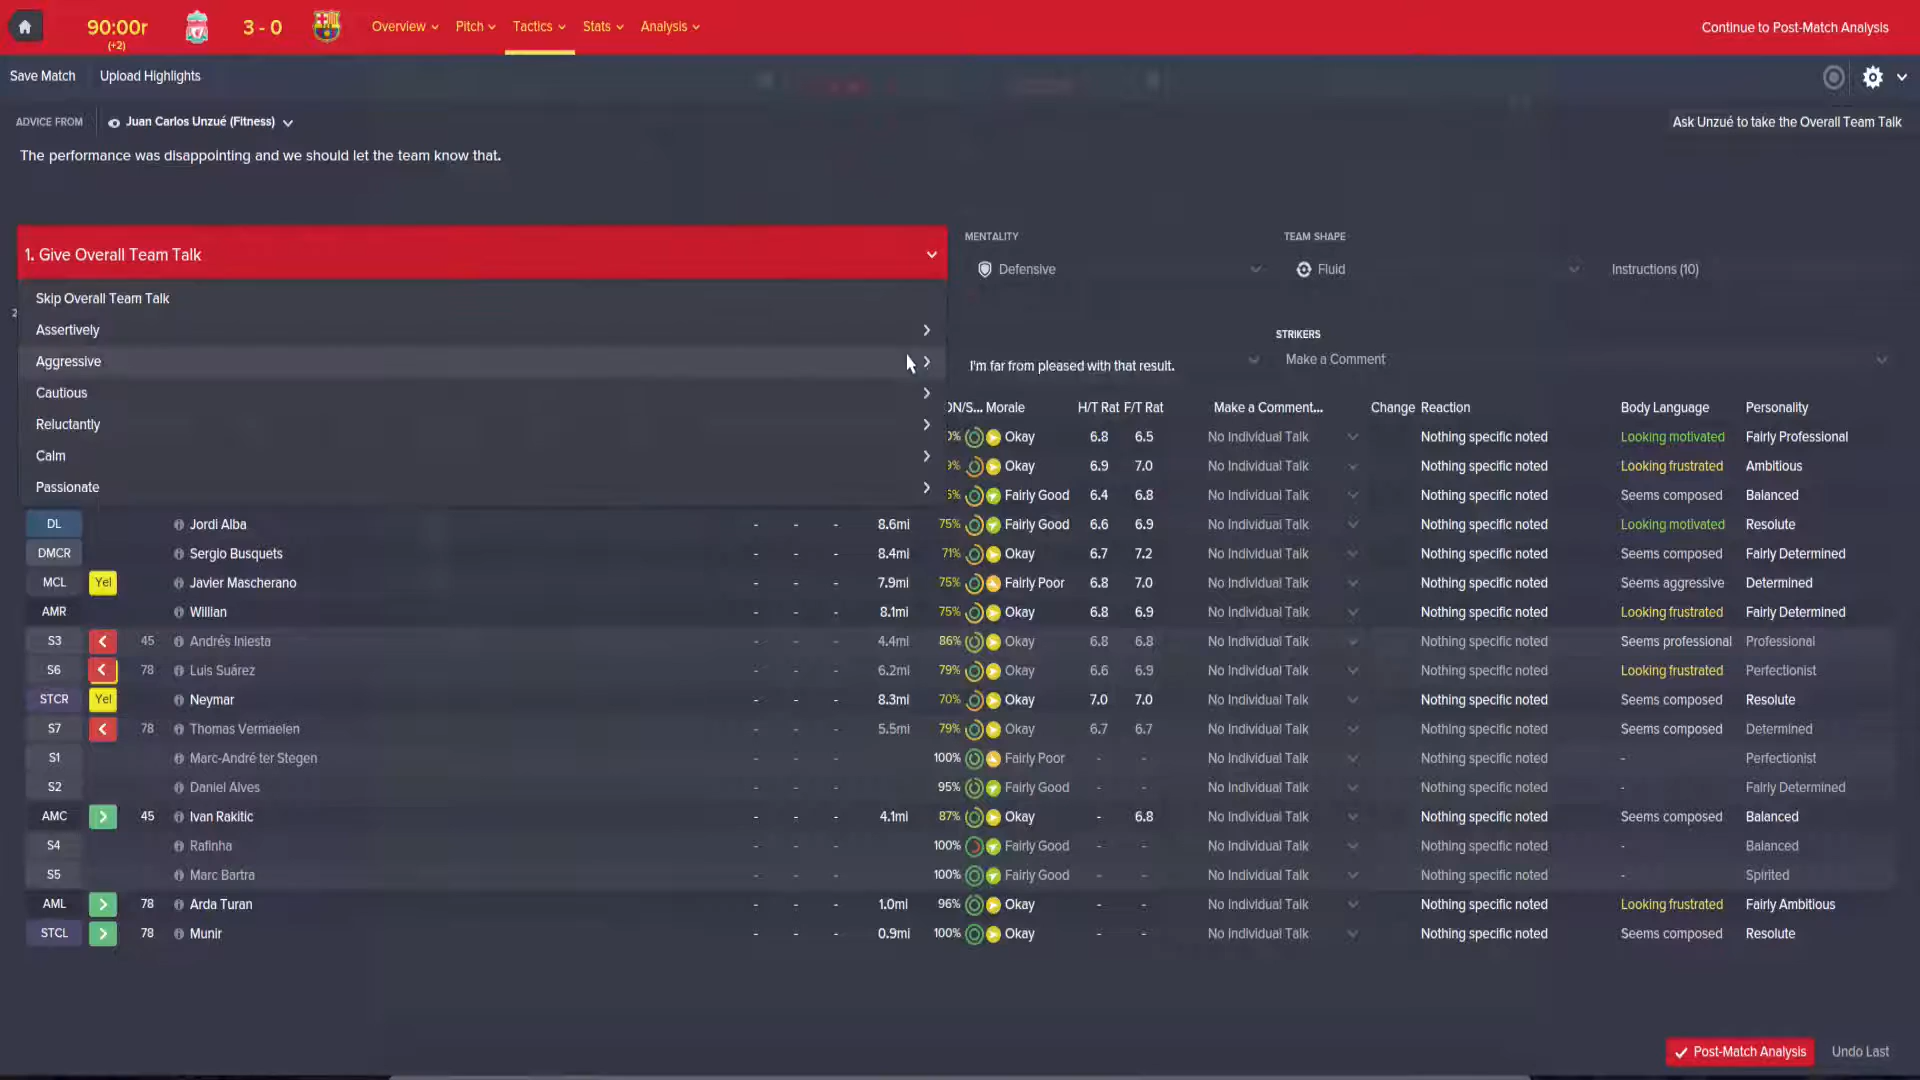 90:00r
(+2)
3 - 0
Overview
Pitch
Tactics
Stats
Analysis
Continue to Post-Match Analysis
Save Match
Upload Highlights
ADVICE FROM
Juan Carlos Unzué (Fitness)
Ask Unzué to take the Overall Team Talk
The performance was disappointing and we should let the team know that.
1. Give Overall Team Talk
MENTALITY
TEAM SHAPE
Defensive
Fluid
Instructions (10)
Skip Overall Team Talk
Assertively
Aggressive
Cautious
Reluctantly
Calm
Passionate
STRIKERS
I'm far from pleased with that result.
Make a Comment
Morale H/T Rat F/T Rat Make a Comment... Change Reaction Body Language Personality
Okay 6.8 6.5 No Individual Talk Nothing specific noted Looking motivated Fairly Professional
Okay 6.9 7.0 No Individual Talk Nothing specific noted Looking frustrated Ambitious
Fairly Good 6.4 6.8 No Individual Talk Nothing specific noted Seems composed Balanced
DL Jordi Alba - - - 8.6mi 75% Fairly Good 6.6 6.9 No Individual Talk Nothing specific noted Looking motivated Resolute
DMCR Sergio Busquets - - - 8.4mi 71% Okay 6.7 7.2 No Individual Talk Nothing specific noted Seems composed Fairly Determined
MCL Yel Javier Mascherano - - - 7.9mi 75% Fairly Poor 6.8 7.0 No Individual Talk Nothing specific noted Seems aggressive Determined
AMR Willian - - - 8.1mi 75% Okay 6.8 6.9 No Individual Talk Nothing specific noted Looking frustrated Fairly Determined
S3 45 Andrés Iniesta - - - 4.4mi 86% Okay 6.8 6.8 No Individual Talk Nothing specific noted Seems professional Professional
S6 78 Luis Suárez - - - 6.2mi 79% Okay 6.6 6.9 No Individual Talk Nothing specific noted Looking frustrated Perfectionist
STCR Yel Neymar - - - 8.3mi 70% Okay 7.0 7.0 No Individual Talk Nothing specific noted Seems composed Resolute
S7 78 Thomas Vermaelen - - - 5.5mi 79% Okay 6.7 6.7 No Individual Talk Nothing specific noted Seems composed Determined
S1 Marc-André ter Stegen 100% Fairly Poor - - No Individual Talk Nothing specific noted - Perfectionist
S2 Daniel Alves 95% Fairly Good - - No Individual Talk Nothing specific noted - Fairly Determined
AMC 45 Ivan Rakitic - - - 4.1mi 87% Okay - 6.8 No Individual Talk Nothing specific noted Seems composed Balanced
S4 Rafinha 100% Fairly Good - - No Individual Talk Nothing specific noted - Balanced
S5 Marc Bartra 100% Fairly Good - - No Individual Talk Nothing specific noted - Spirited
AML 78 Arda Turan - - - 1.0mi 96% Okay - - No Individual Talk Nothing specific noted Looking frustrated Fairly Ambitious
STCL 78 Munir - - - 0.9mi 100% Okay - - No Individual Talk Nothing specific noted Seems composed Resolute
Post-Match Analysis
Undo Last